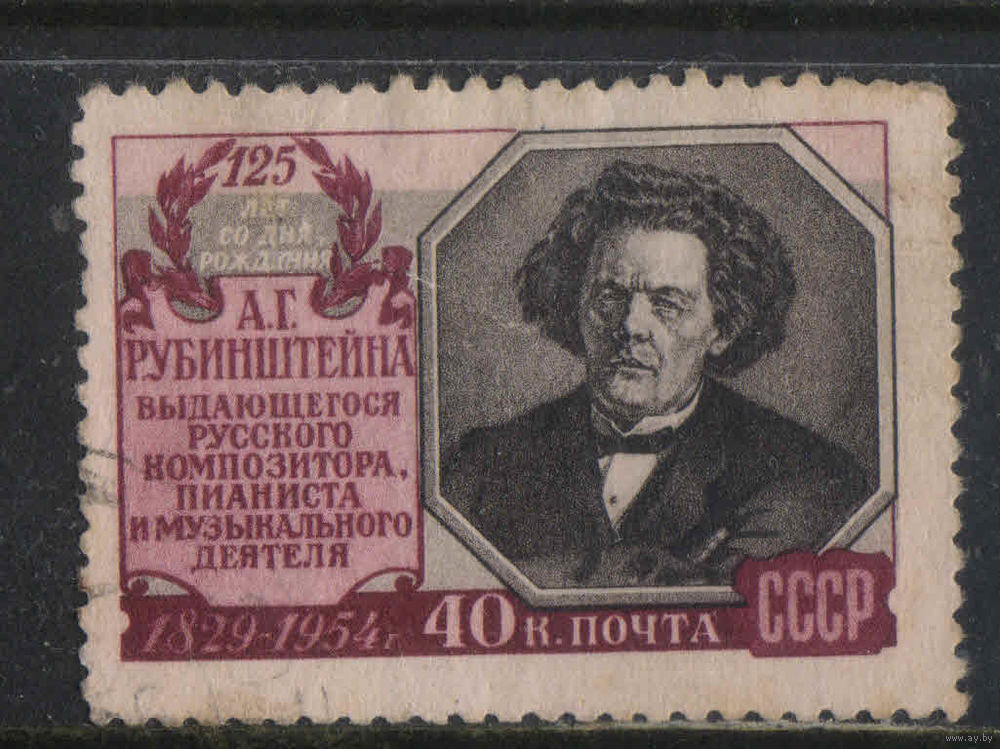 125
лет
со дня
рождения
А.Г.
РУБИНШТЕЙНА
ВЫДАЮЩЕГОСЯ
РУССКОГО
КОМПОЗИТОРА,
ПИАНИСТА
И МУЗЫКАЛЬНОГО
ДЕЯТЕЛЯ
1829-1954г.
40 К. ПОЧТА
СССР
www.ay.by